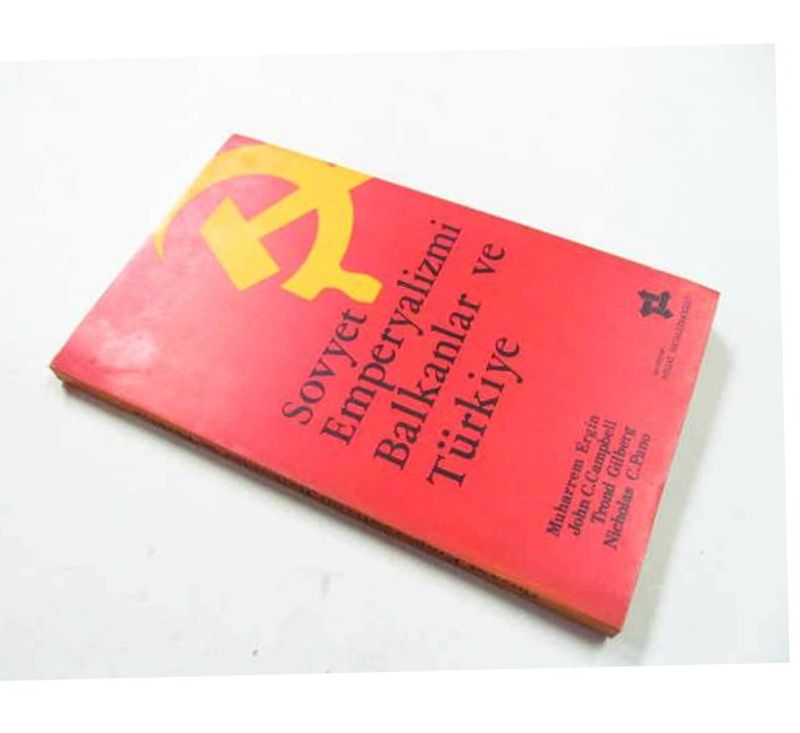 Sovyet
Emperyalizmi
Balkanlar ve
Türkiye
Muharrem Ergin
John C.Campbell
Trond Gilberg
Nicholas C.Pano